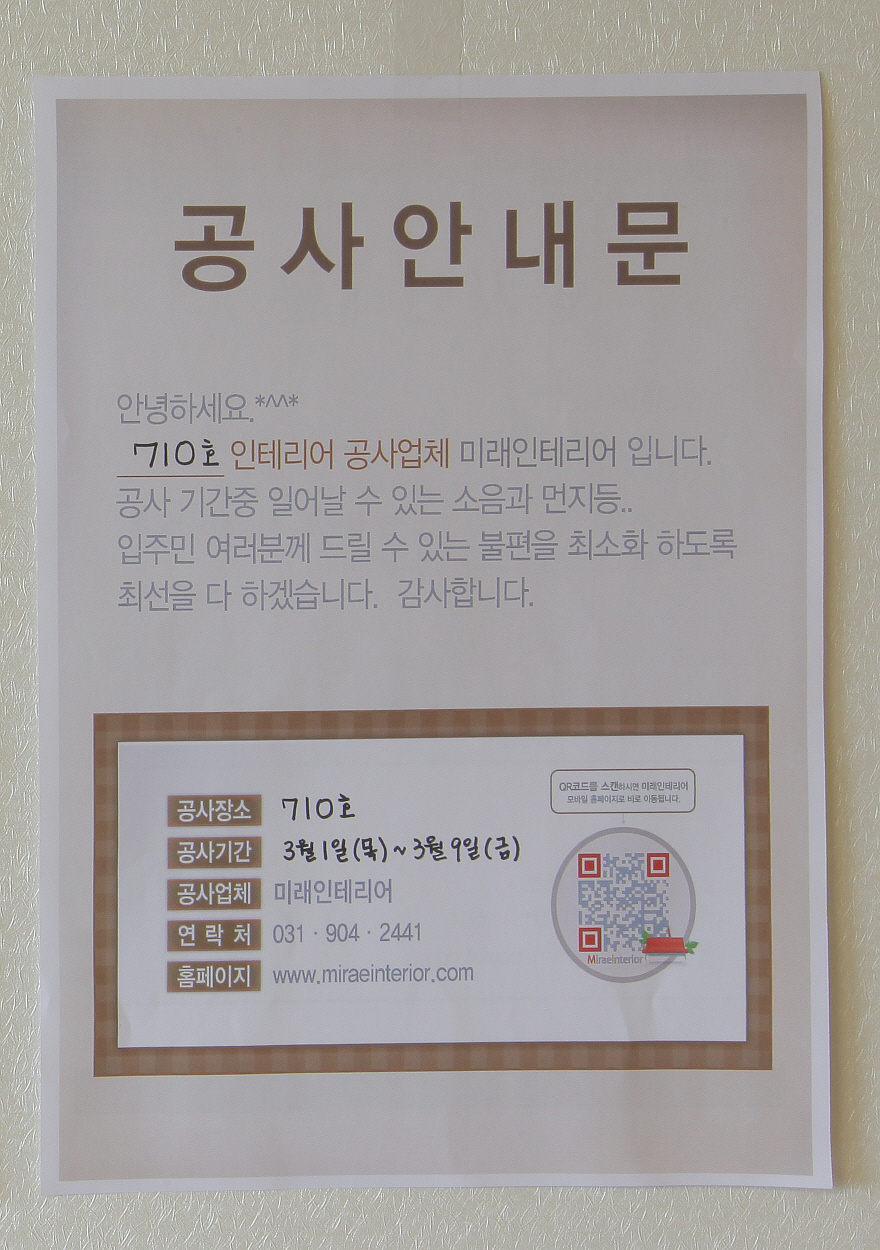 공사안내문
안녕하세요.*^^*
710호 인테리어 공사업체 미래인테리어 입니다.
공사 기간중 일어날 수 있는 소음과 먼지등..
입주민 여러분께 드릴 수 있는 불편을 최소화 하도록
최선을 다 하겠습니다. 감사합니다.
공사장소 710호
공사기간 3월1일(목)~3월9일(금)
공사업체 미래인테리어
연 락 처 031 · 904 · 2441
홈페이지 www.miraeinterior.com
QR코드를 스캔하시면 미래인테리어
모바일 홈페이지로 바로 이동됩니다.
MiraeInterior